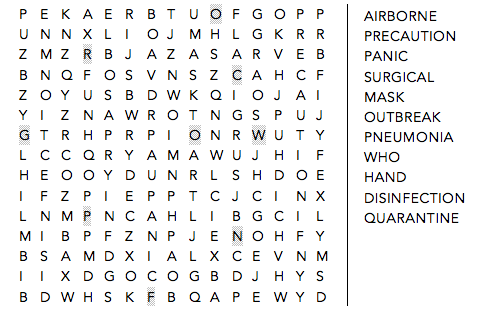 P E K A E R B T U O F G O P P
U N N X L I O J M H L G K R R
Z M Z R B J A Z A S A R V E B
B N Q F O S V N S Z C A H C F
Z O Y U S B D W K Q I O J A I
Y I Z N A W R O T N G S P U J
G T R H P R P I O N R W U T Y
L C C Q R Y A M A W U J H I F
H E O O Y D U N R L S H D O E
I F Z P I E P P T C J C I N X
L N M P N C A H L I B G C I L
M I B P F Z N P J E N O H F Y
B S A M D X I A L X C E V N M
I I X D G O C O G B D J H Y S
B D W H S K F B Q A P E W Y D
AIRBORNE
PRECAUTION
PANIC
SURGICAL
MASK
OUTBREAK
PNEUMONIA
WHO
HAND
DISINFECTION
QUARANTINE